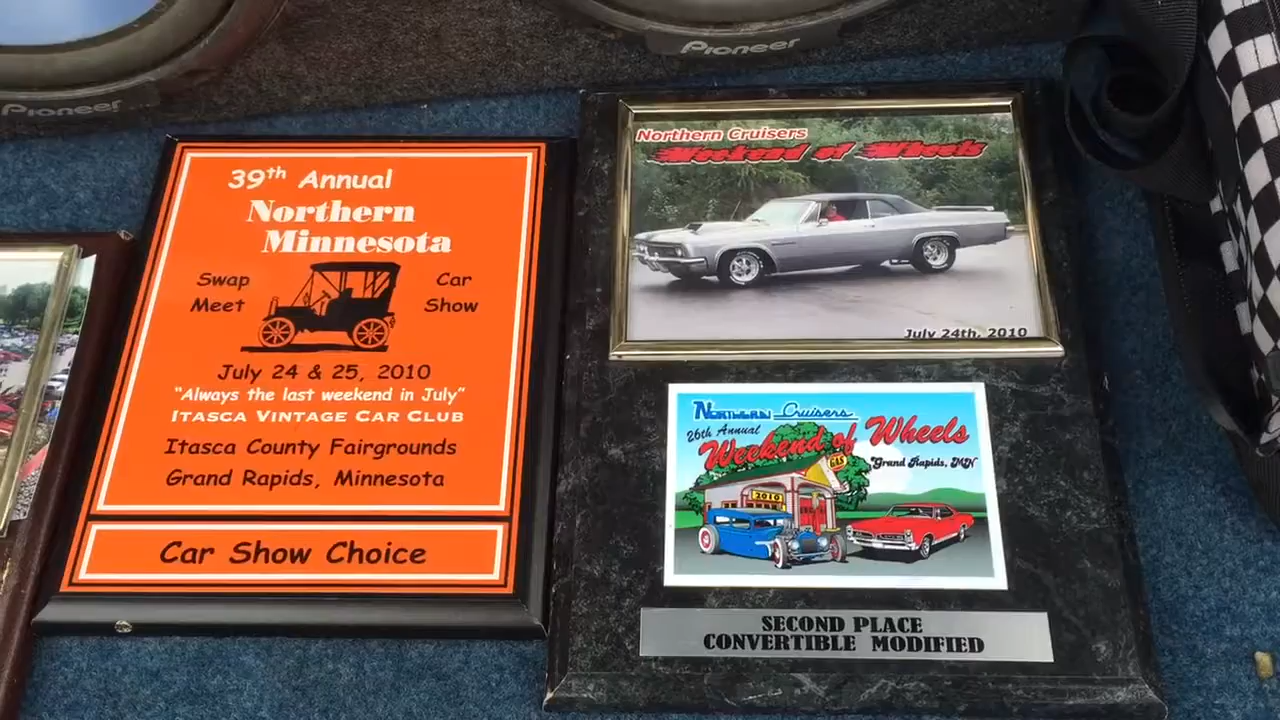 Pioneer
Pioneer
39th Annual
Northern
Minnesota
Swap
Meet
Car
Show
July 24 & 25, 2010
"Always the last weekend in July"
ITASCA VINTAGE CAR CLUB
Itasca County Fairgrounds
Grand Rapids, Minnesota
Car Show Choice
Northern Cruisers
Weekend of Wheels
July 24th, 2010
Northern Cruisers
26th Annual
Weekend of Wheels
GAS
Grand Rapids, MN
2010
SECOND PLACE
CONVERTIBLE MODIFIED